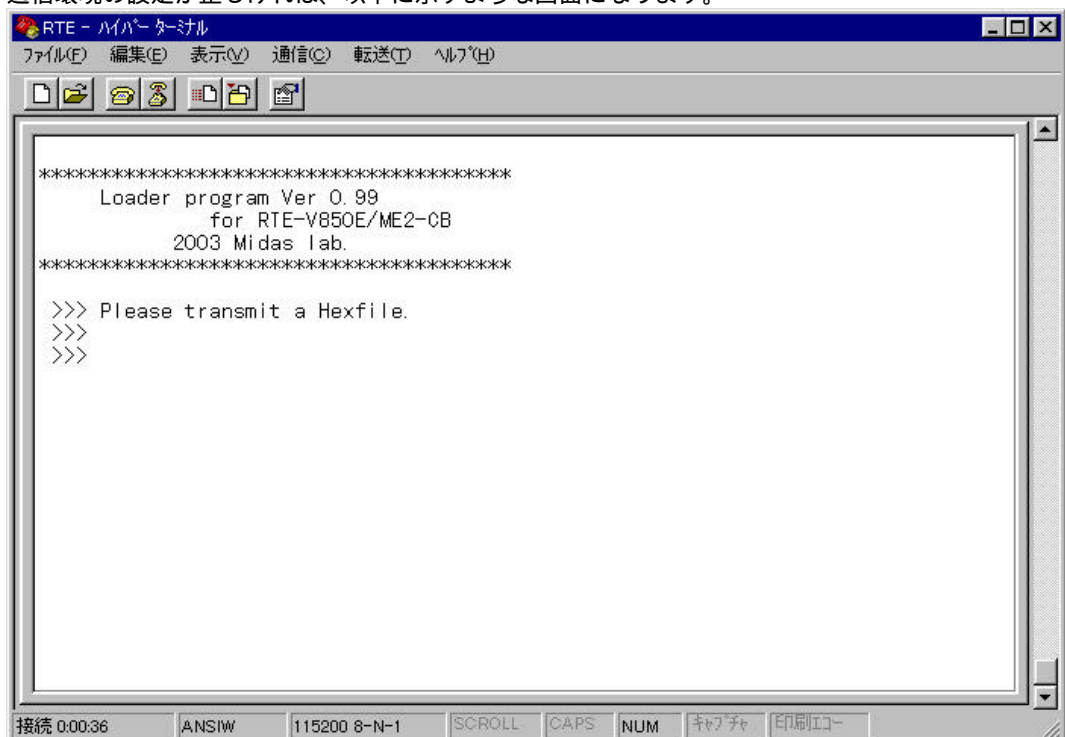 通信環境の設定が正しければ、以下に示すような画面になります。
RTE - ﾊｲﾊﾟｰ ﾀｰﾐﾅﾙ
ﾌｧｲﾙ(F) 編集(E) 表示(V) 通信(C) 転送(T) ﾍﾙﾌﾟ(H)
****************************************
Loader program Ver 0.99
for RTE-V850E/ME2-CB
2003 Midas lab.
****************************************
>>> Please transmit a Hexfile.
>>>
>>>
接続 0:00:36 ANSIW 115200 8-N-1 SCROLL CAPS NUM ｷｬﾌﾟﾁｬ 印刷ｴｺｰ